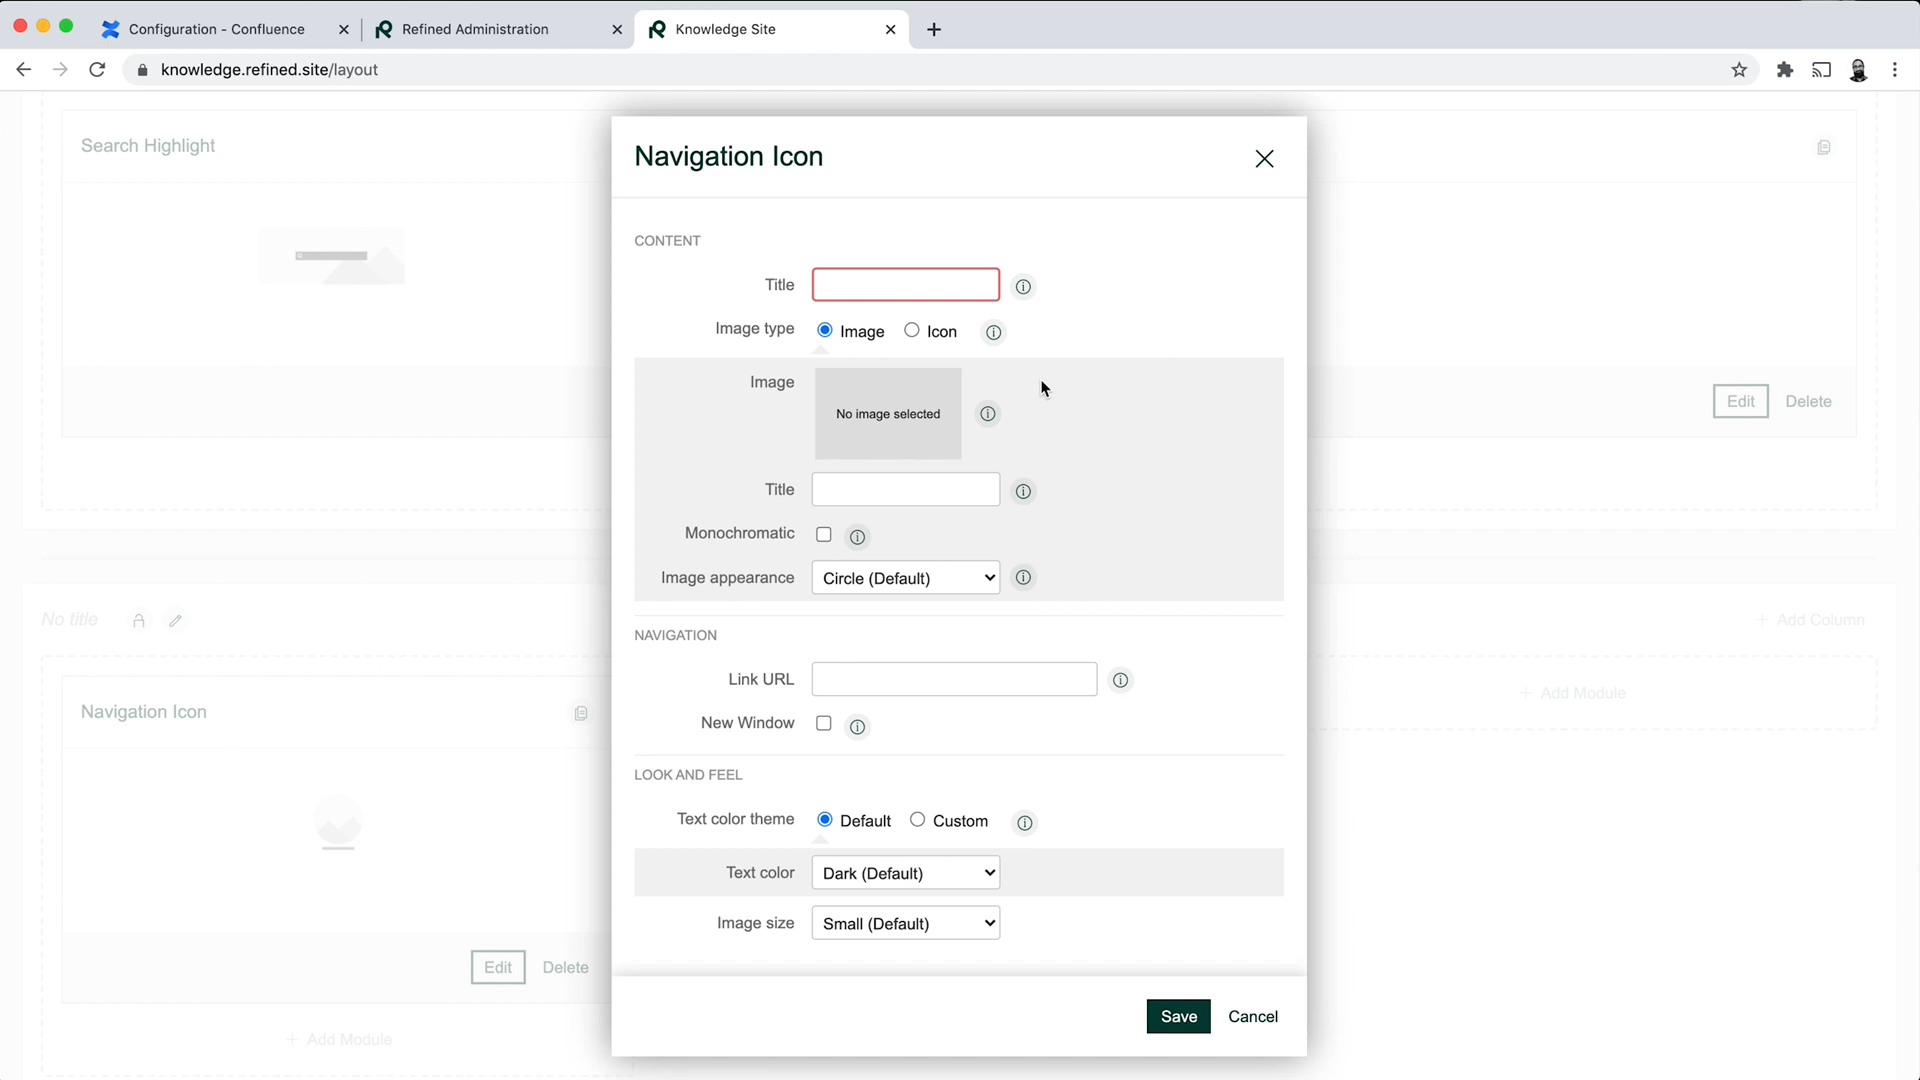 Configuration - Confluence
Refined Administration
Knowledge Site
knowledge.refined.site/layout
Search Highlight
Edit Delete
No title
+ Add Column
Navigation Icon
Edit Delete
+ Add Module
+ Add Module
Navigation Icon
CONTENT
Title
Image type Image Icon
Image No image selected
Title
Monochromatic
Image appearance Circle (Default)
NAVIGATION
Link URL
New Window
LOOK AND FEEL
Text color theme Default Custom
Text color Dark (Default)
Image size Small (Default)
Save Cancel